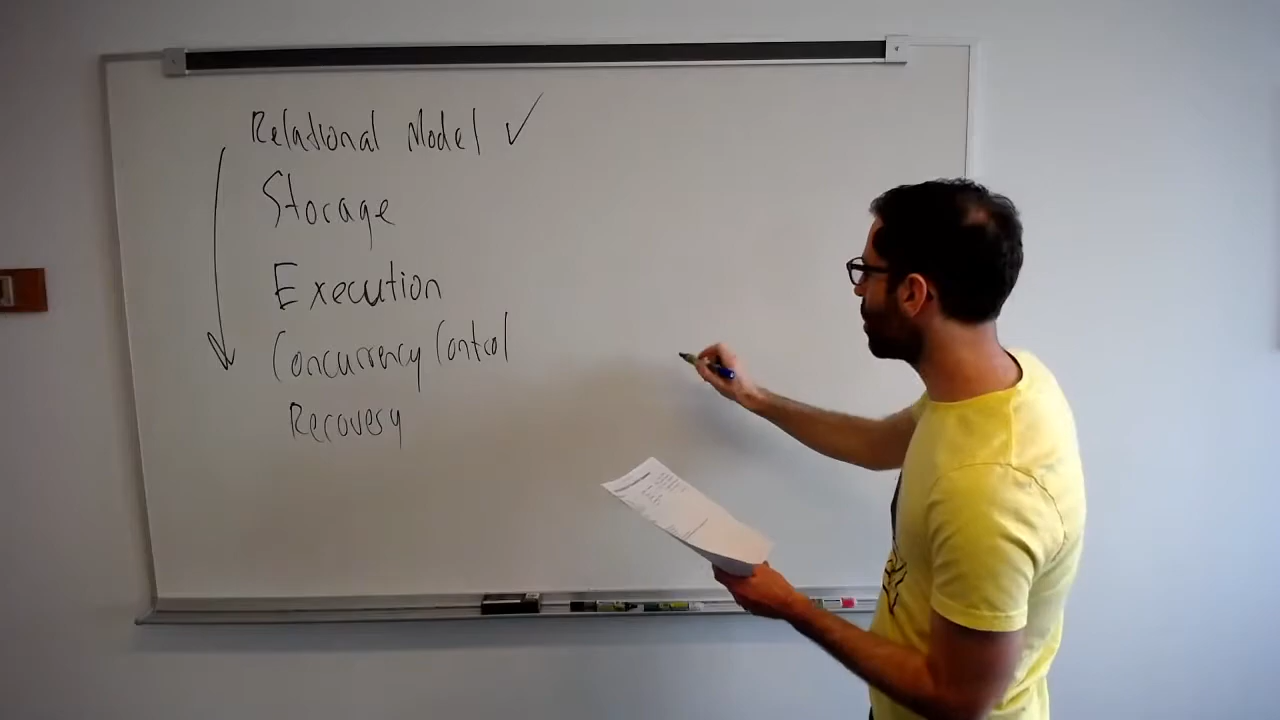 Relational Model ✓
Storage
Execution
Concurrency Control
Recovery